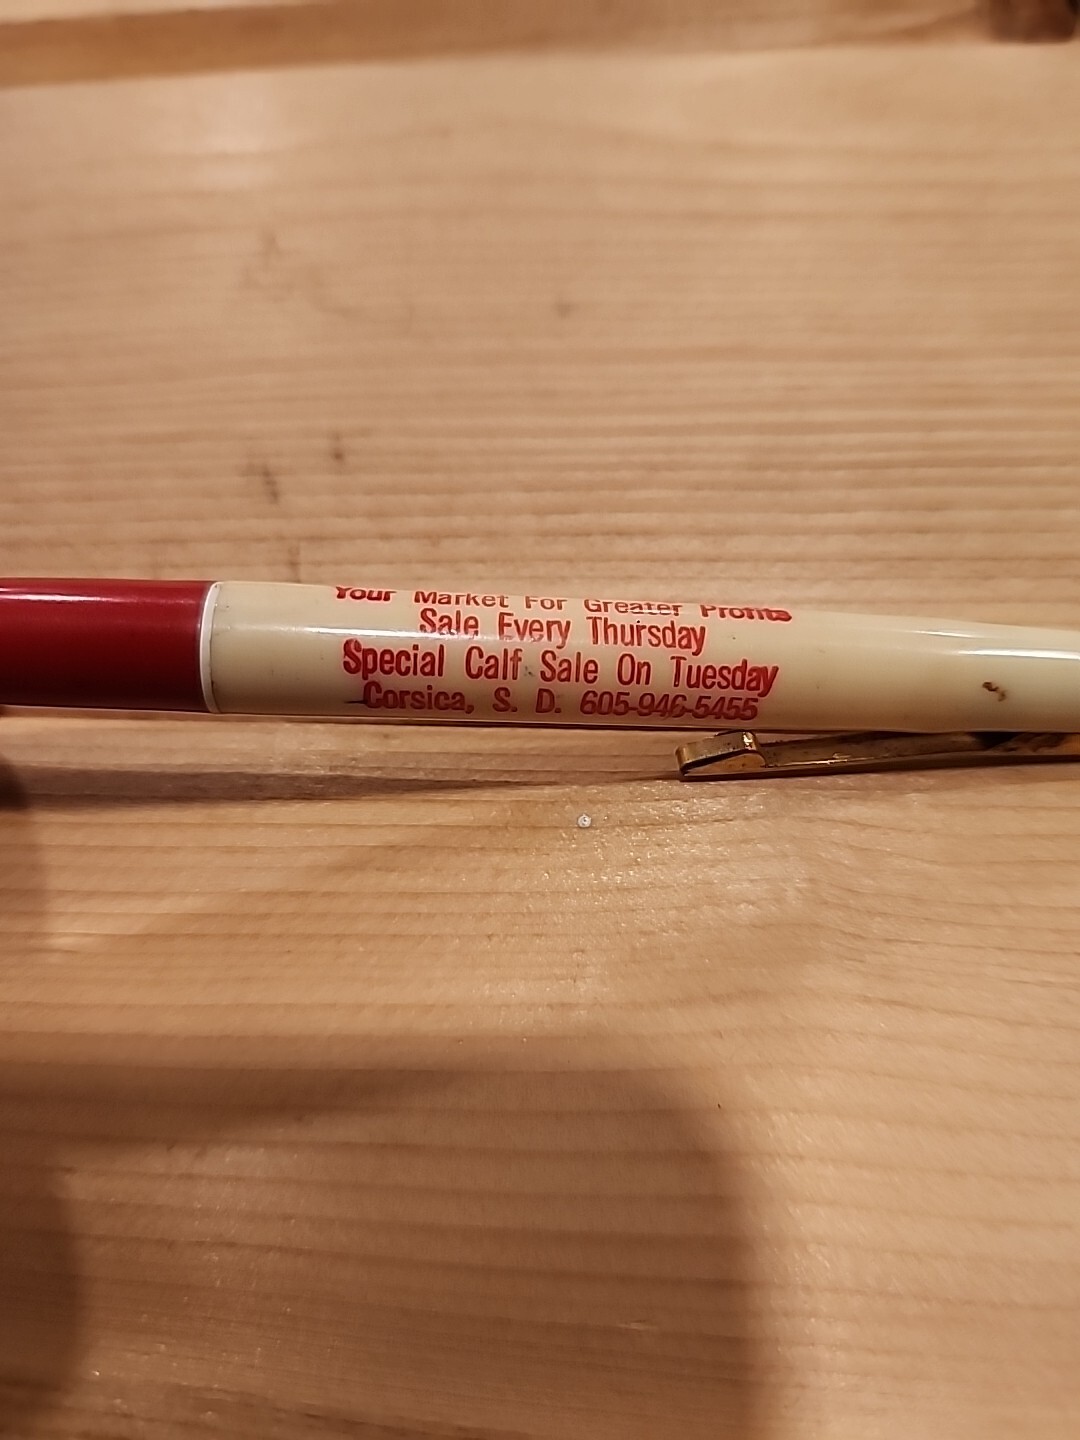 Your Market For Greater Profits
Sale Every Thursday
Special Calf Sale On Tuesday
Corsica, S. D. 605-946-5455